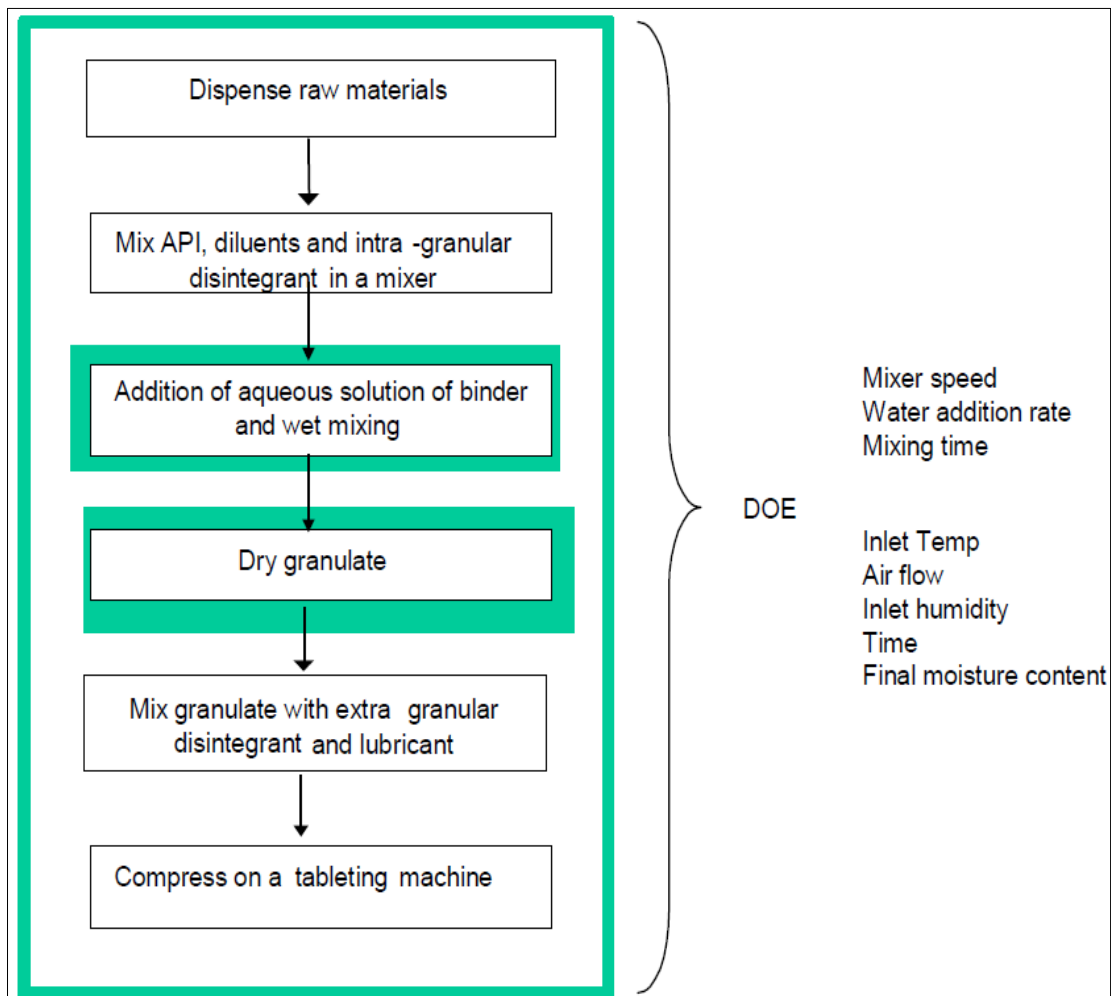 Dispense raw materials
Mix API, diluents and intra -granular
disintegrant in a mixer
Addition of aqueous solution of binder
and wet mixing
Dry granulate
Mix granulate with extra granular
disintegrant and lubricant
Compress on a tableting machine
DOE
Mixer speed
Water addition rate
Mixing time
Inlet Temp
Air flow
Inlet humidity
Time
Final moisture content